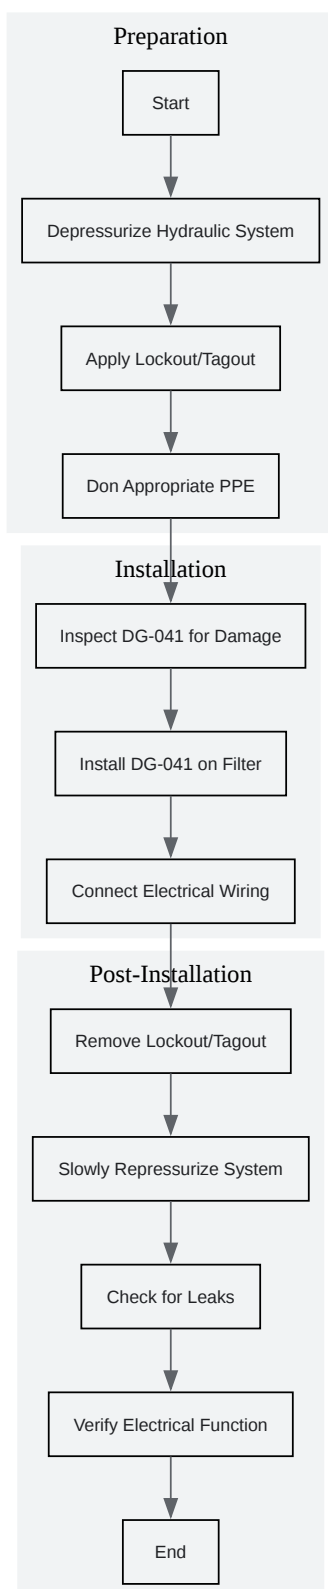 Preparation
Start
Depressurize Hydraulic System
Apply Lockout/Tagout
Don Appropriate PPE
Installation
Inspect DG-041 for Damage
Install DG-041 on Filter
Connect Electrical Wiring
Post-Installation
Remove Lockout/Tagout
Slowly Repressurize System
Check for Leaks
Verify Electrical Function
End